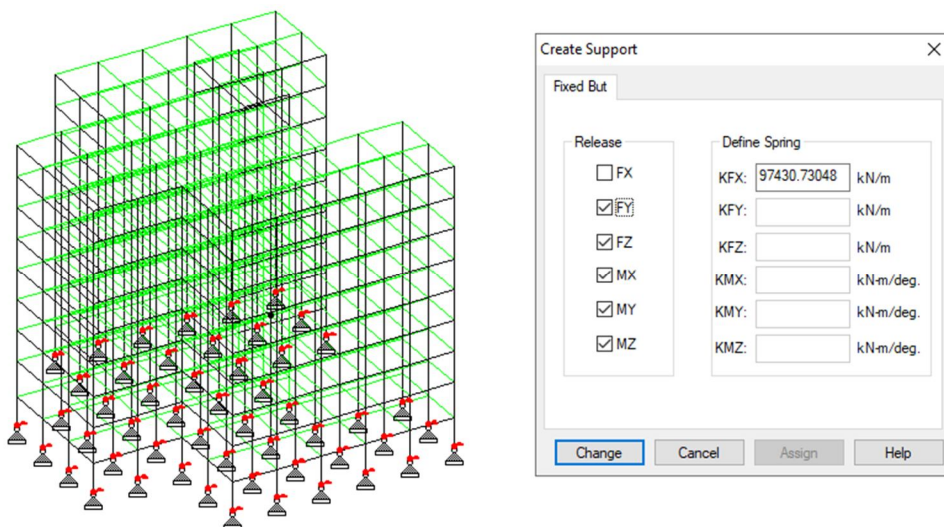 Create Support
Fixed But
Release
FX
FY
FZ
MX
MY
MZ
Define Spring
KFX: 97430.73048 kN/m
KFY: kN/m
KFZ: kN/m
KMX: kN-m/deg.
KMY: kN-m/deg.
KMZ: kN-m/deg.
Change Cancel Assign Help